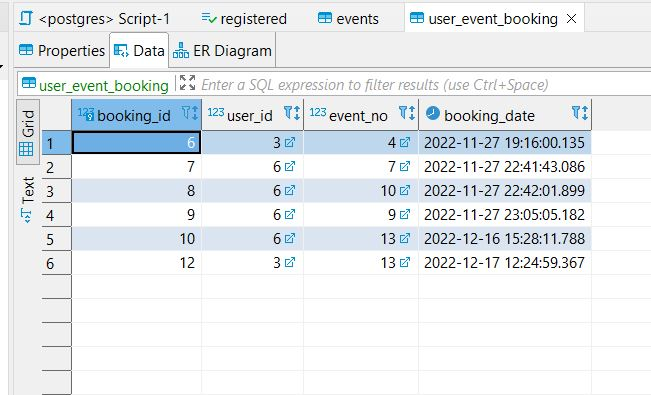 <postgres> Script-1 registered events user_event_booking
Properties Data ER Diagram
user_event_booking Enter a SQL expression to filter results (use Ctrl+Space)
Grid
Text
123 booking_id 123 user_id 123 event_no booking_date
1 6 3 4 2022-11-27 19:16:00.135
2 7 6 7 2022-11-27 22:41:43.086
3 8 6 10 2022-11-27 22:42:01.899
4 9 6 9 2022-11-27 23:05:05.182
5 10 6 13 2022-12-16 15:28:11.788
6 12 3 13 2022-12-17 12:24:59.367